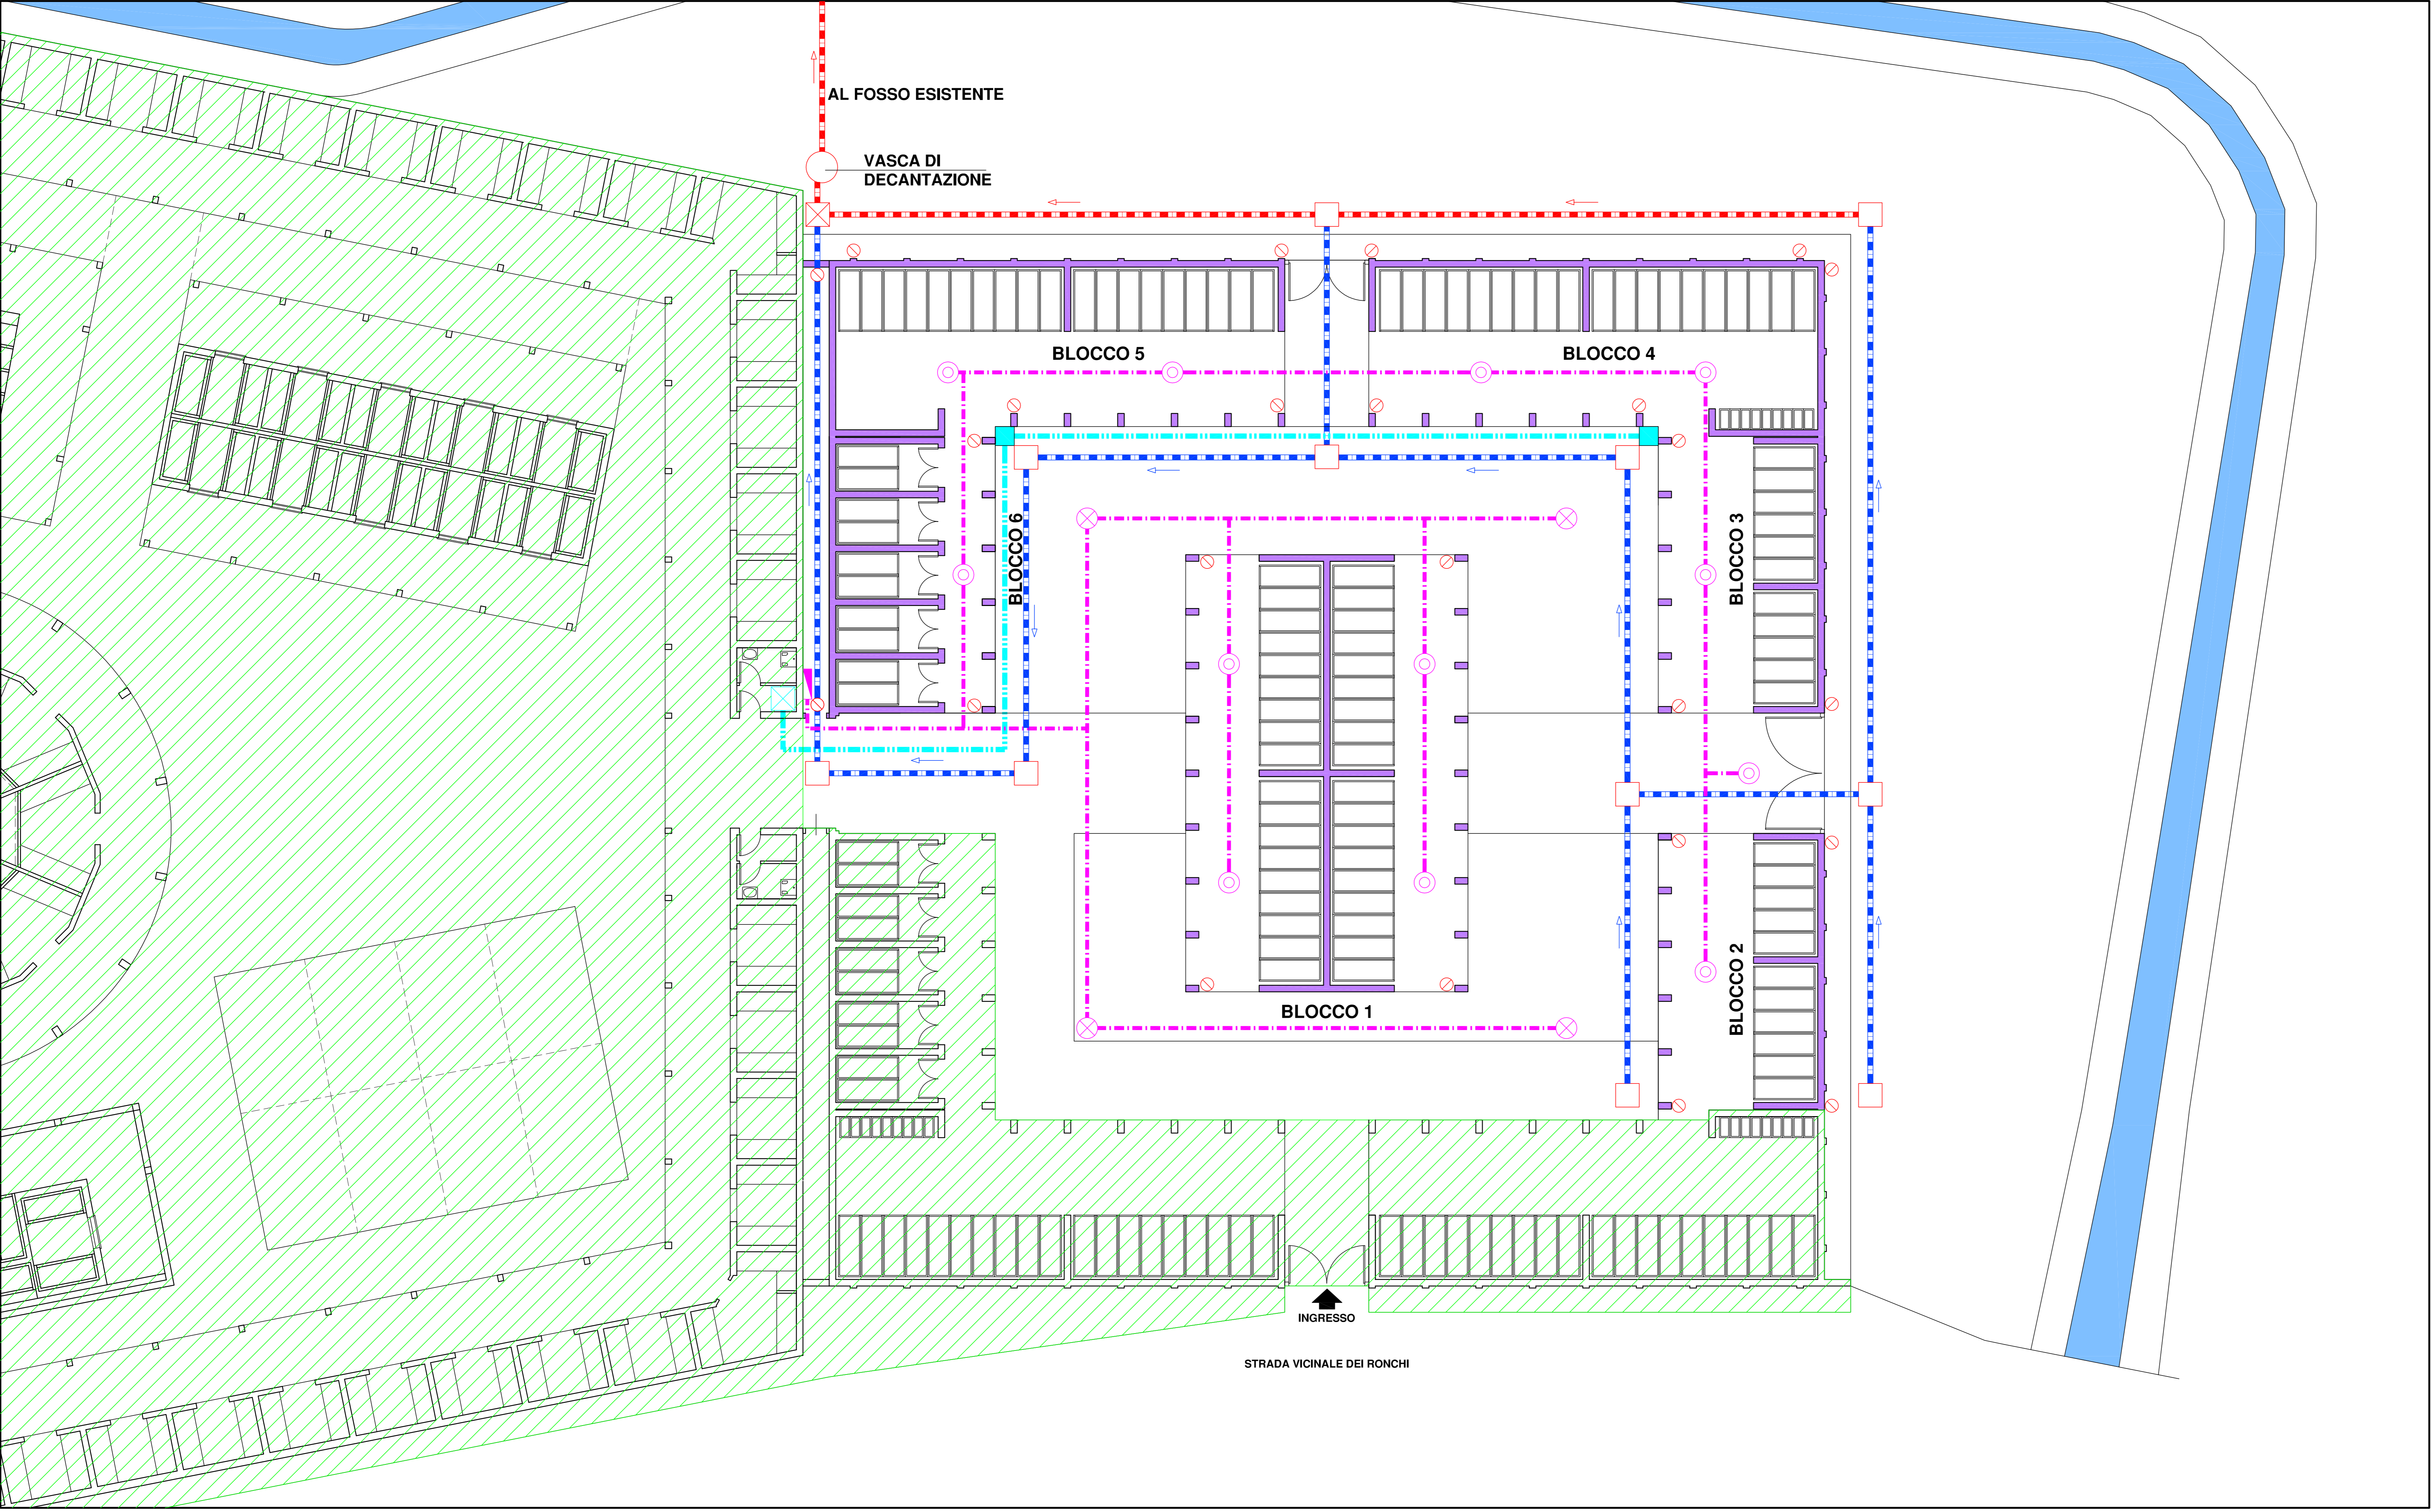 AL FOSSO ESISTENTE
VASCA DI
DECANTAZIONE
BLOCCO 5
BLOCCO 4
BLOCCO 6
BLOCCO 3
BLOCCO 2
BLOCCO 1
INGRESSO
STRADA VICINALE DEI RONCHI